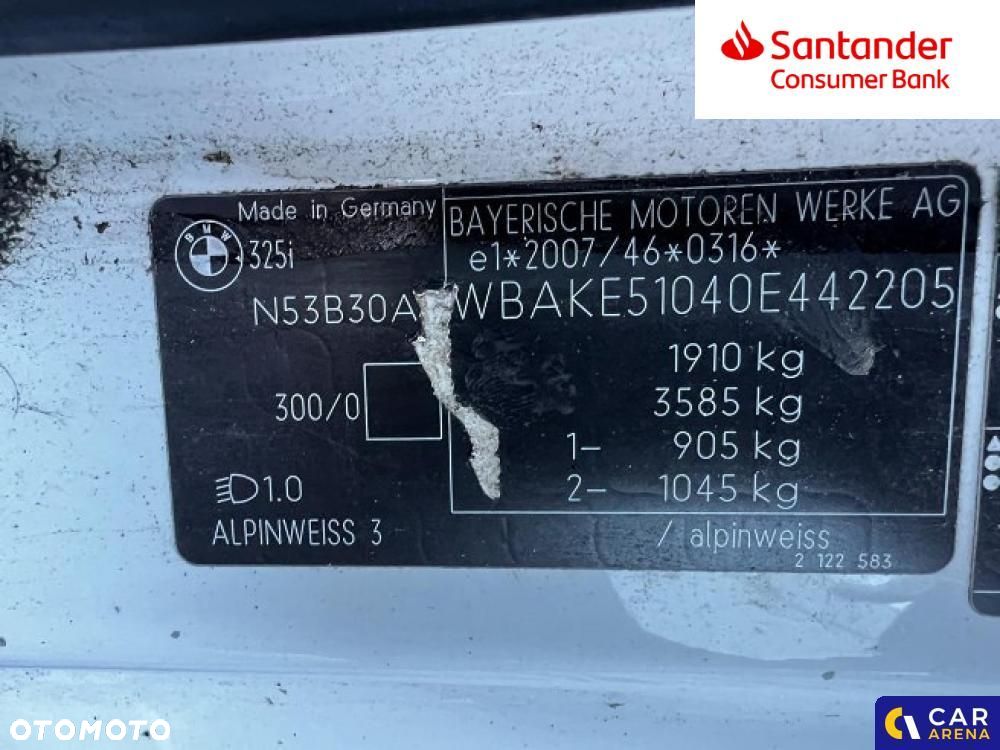 Santander
Consumer Bank
Made in Germany
BMW
325i
N53B30A
300/0
1.0
ALPINWEISS 3
BAYERISCHE MOTOREN WERKE AG
e1*2007/46*0316*
WBAKE51040E442205
1910 kg
3585 kg
1- 905 kg
2- 1045 kg
/ alpinweiss
2 122 583
OTOMOTO
CAR
ARENA